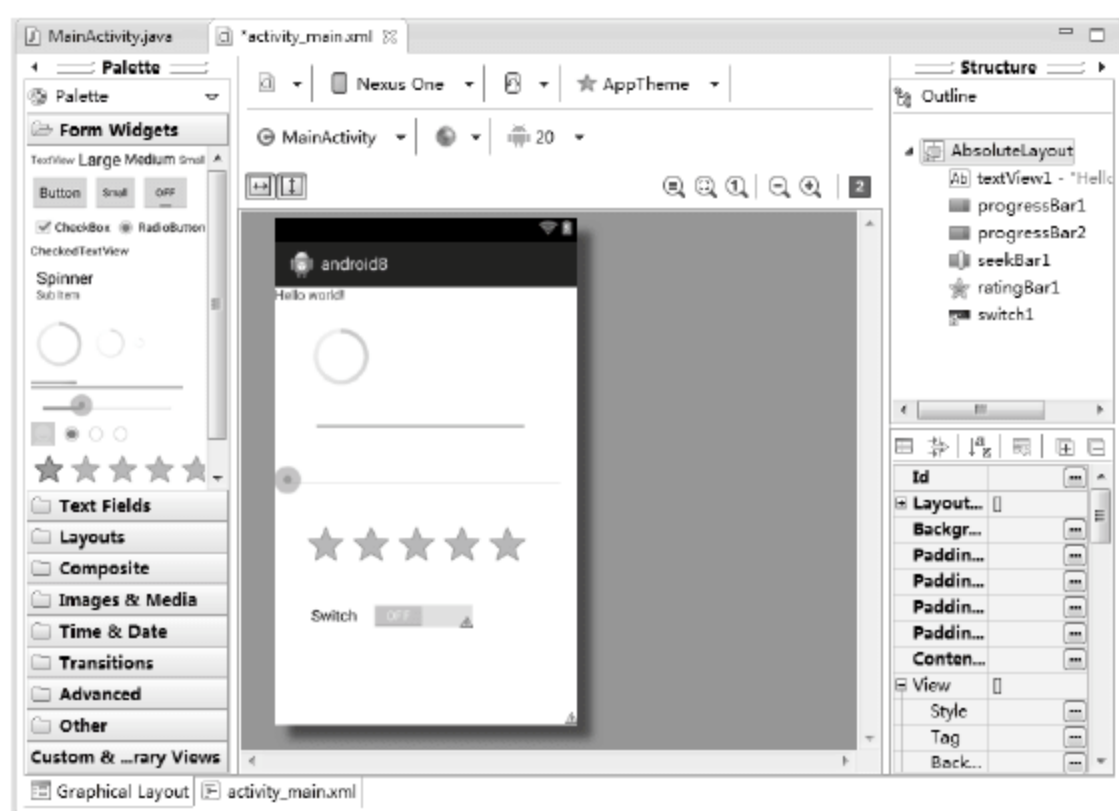 MainActivity.java
*activity_main.xml
Palette
Palette
Form Widgets
TextView Large Medium Small
Button Small OFF
CheckBox RadioButton
CheckedTextView
Spinner
Sub Item
Text Fields
Layouts
Composite
Images & Media
Time & Date
Transitions
Advanced
Other
Custom & ...rary Views
Nexus One
AppTheme
MainActivity
20
1
2
android8
Hello world!
Switch OFF
Structure
Outline
AbsoluteLayout
Ab textView1 - "Hello
progressBar1
progressBar2
seekBar1
ratingBar1
switch1
Id
Layout... []
Backgr...
Paddin...
Paddin...
Paddin...
Paddin...
Conten...
View []
Style
Tag
Back...
Graphical Layout
activity_main.xml